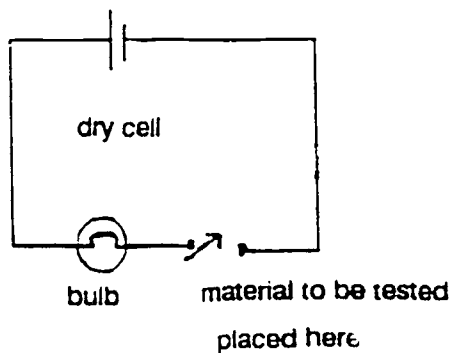 dry cell
bulb
material to be tested
placed here